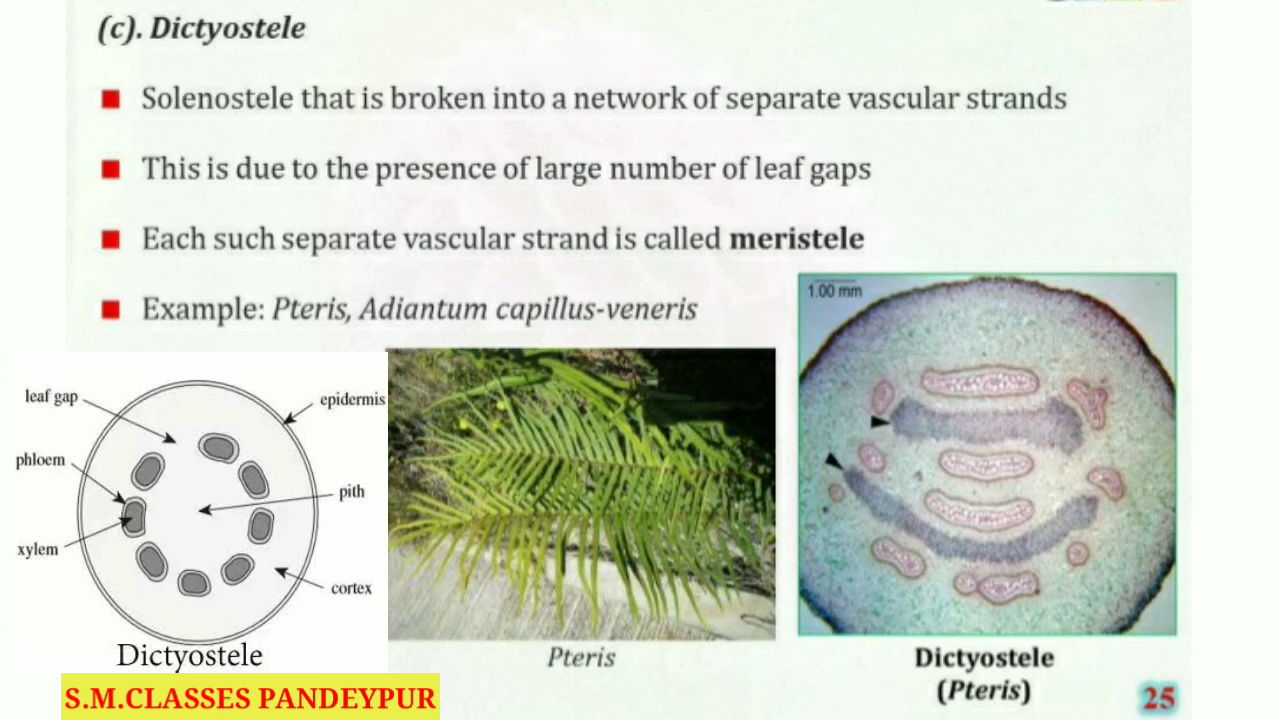 (c). Dictyostele
Solenostele that is broken into a network of separate vascular strands
This is due to the presence of large number of leaf gaps
Each such separate vascular strand is called meristele
Example: Pteris, Adiantum capillus-veneris
1.00 mm
leaf gap
epidermis
phloem
pith
xylem
cortex
Dictyostele
Pteris
Dictyostele
(Pteris)
S.M.CLASSES PANDEYPUR
25